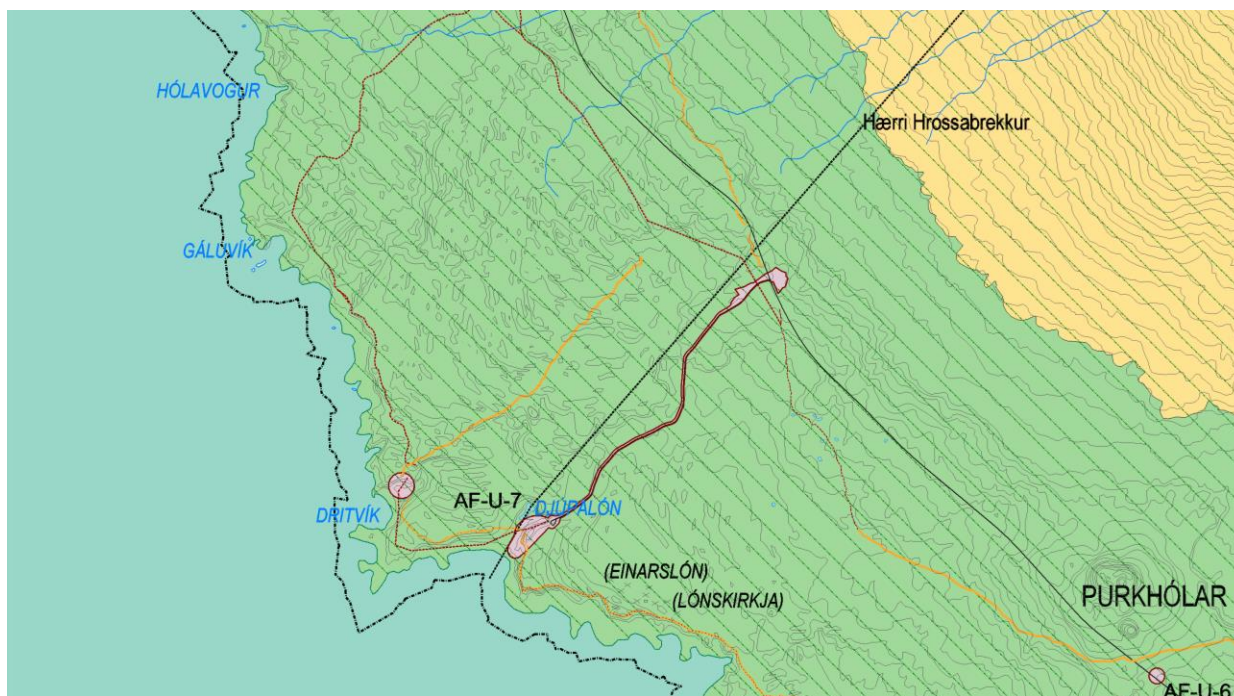 HÓLAVOGUR
Hærri Hrossabrekkur
GÁLUVÍK
AF-U-7
DJÚPALÓN
DRITVÍK
(EINARSLÓN)
(LÓNSKIRKJA)
PURKHÓLAR
AF-U-6